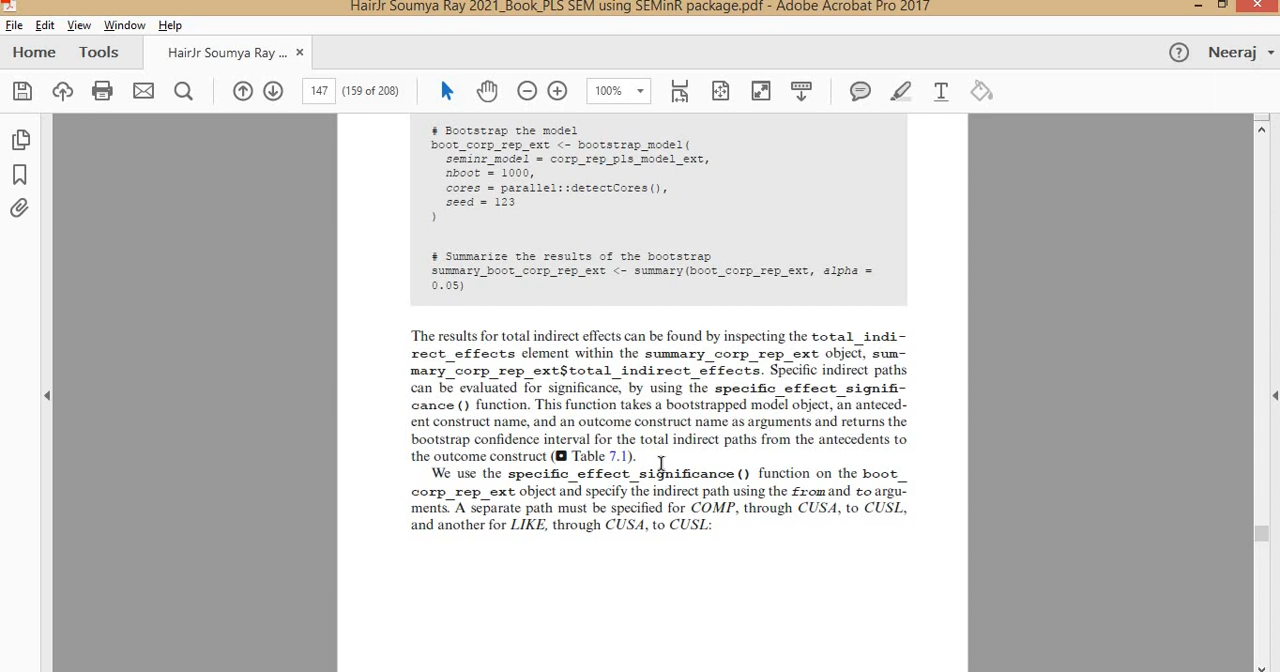 HairJr Soumya Ray 2021_Book_PLS SEM using SEMinR package.pdf - Adobe Acrobat Pro 2017
File Edit View Window Help
Home Tools HairJr Soumya Ray ... × ? Neeraj
147 (159 of 208) 100%
# Bootstrap the model
boot_corp_rep_ext <- bootstrap_model(
seminr_model = corp_rep_pls_model_ext,
nboot = 1000,
cores = parallel::detectCores(),
seed = 123
)
# Summarize the results of the bootstrap
summary_boot_corp_rep_ext <- summary(boot_corp_rep_ext, alpha =
0.05)
The results for total indirect effects can be found by inspecting the total_indi-
rect_effects element within the summary_corp_rep_ext object, sum-
mary_corp_rep_ext$total_indirect_effects. Specific indirect paths
can be evaluated for significance, by using the specific_effect_signifi-
cance() function. This function takes a bootstrapped model object, an anteced-
ent construct name, and an outcome construct name as arguments and returns the
bootstrap confidence interval for the total indirect paths from the antecedents to
the outcome construct (Table 7.1).
We use the specific_effect_significance() function on the boot_
corp_rep_ext object and specify the indirect path using the from and to argu-
ments. A separate path must be specified for COMP, through CUSA, to CUSL,
and another for LIKE, through CUSA, to CUSL: